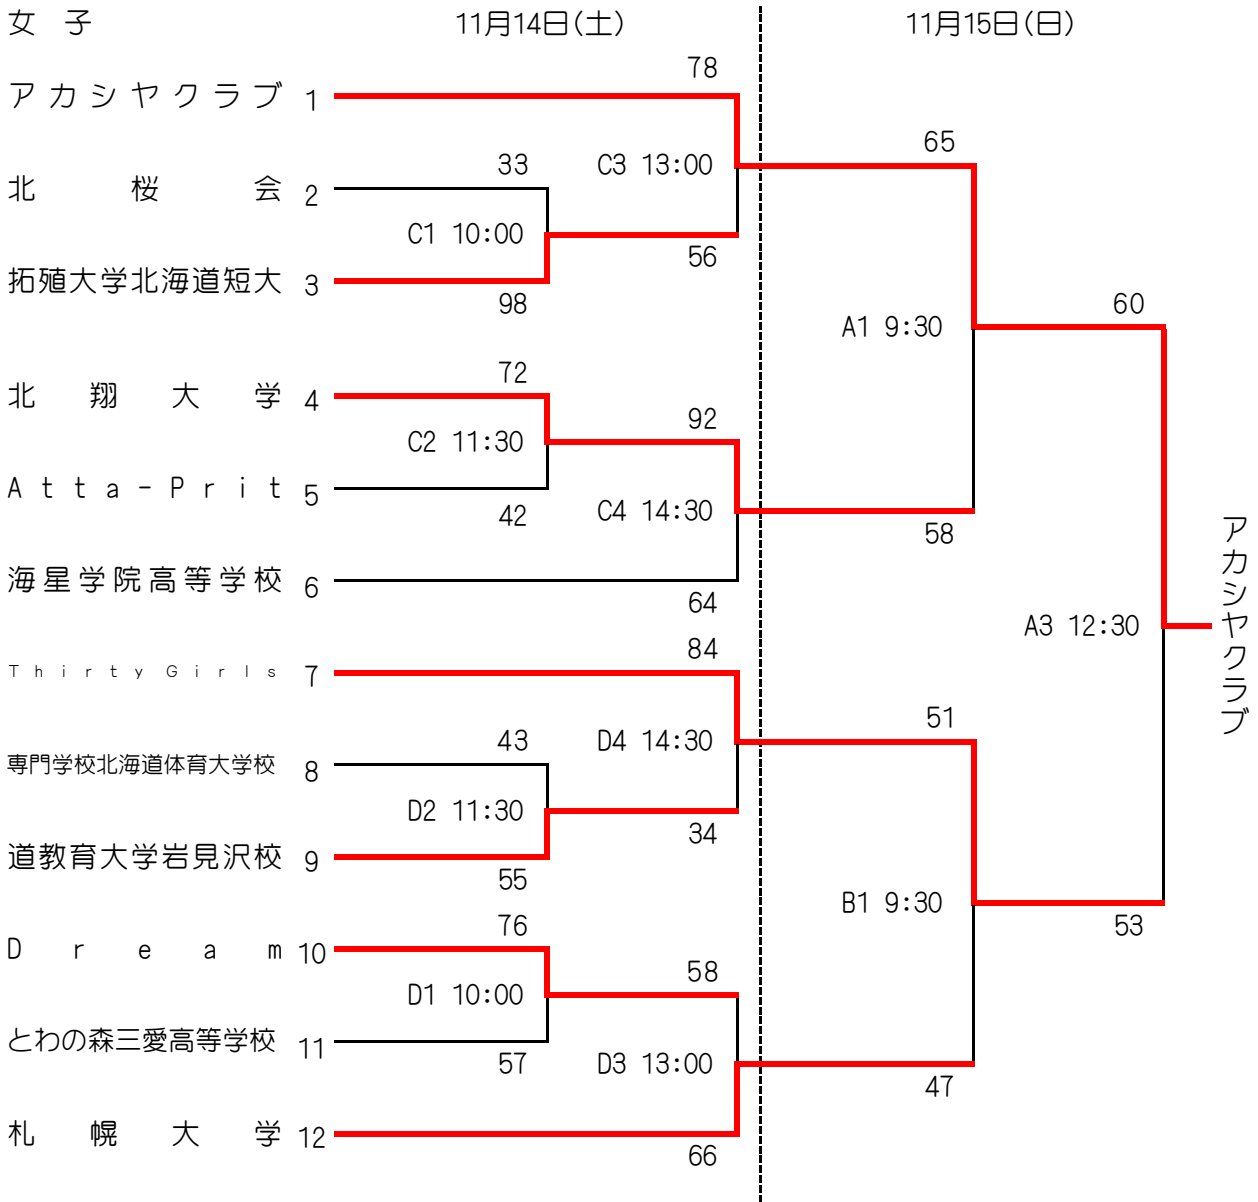 女子 11月14日(土) 11月15日(日)
78
アカシヤクラブ 1
65
33 C3 13:00
北桜会 2
C1 10:00
56
拓殖大学北海道短大 3
98
60
A1 9:30
72
北翔大学 4
92
C2 11:30
Atta-Prit 5
42 C4 14:30
58
海星学院高等学校 6
64
A3 12:30
アカシヤクラブ
84
Thirty Girls 7
51
43 D4 14:30
専門学校北海道体育大学校 8
D2 11:30
34
道教育大学岩見沢校 9
55
B1 9:30
76
53
Dream 10
58
D1 10:00
とわの森三愛高等学校 11
57 D3 13:00
47
札幌大学 12
66